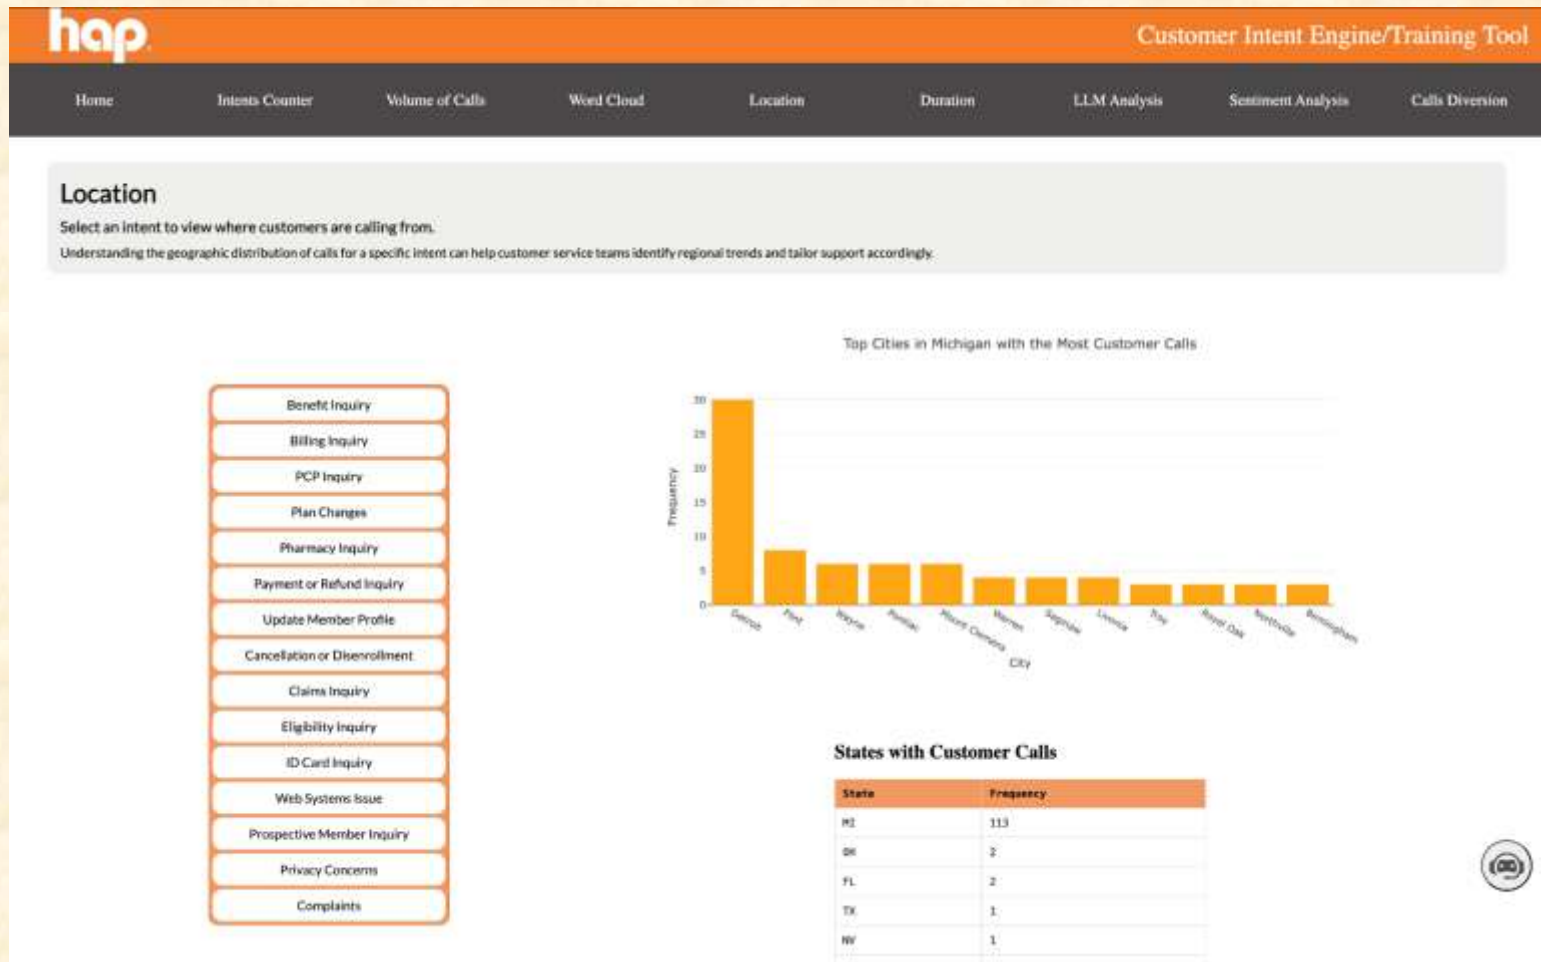 hap
Customer Intent Engine/Training Tool
Home Intents Counter Volume of Calls Word Cloud Location Duration LLM Analysis Sentiment Analysis Calls Diversion
Location
Select an intent to view where customers are calling from.
Understanding the geographic distribution of calls for a specific intent can help customer service teams identify regional trends and tailor support accordingly.
Benefit Inquiry
Billing Inquiry
PCP Inquiry
Plan Changes
Pharmacy Inquiry
Payment or Refund Inquiry
Update Member Profile
Cancellation or Disenrollment
Claims Inquiry
Eligibility Inquiry
ID Card Inquiry
Web Systems Issue
Prospective Member Inquiry
Privacy Concerns
Complaints
Top Cities in Michigan with the Most Customer Calls
Frequency
30
25
20
15
10
5
0
Detroit Flint Wayne Pontiac Mount Clemens Warren Saginaw Livonia Troy Royal Oak Northville Birmingham
City
States with Customer Calls
State Frequency
MI 113
OH 2
FL 2
TX 1
NV 1